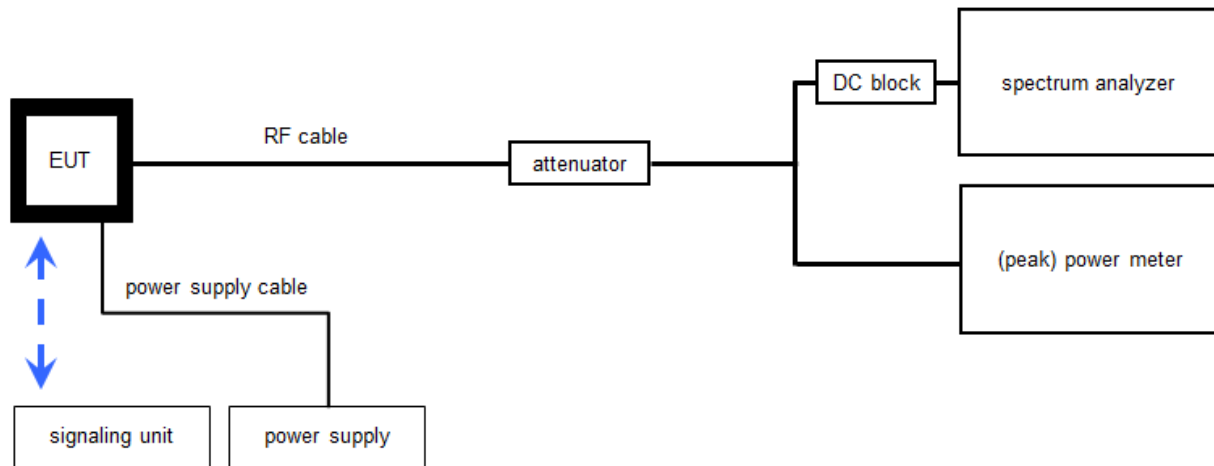 DC block
spectrum analyzer
RF cable
EUT
attenuator
(peak) power meter
power supply cable
signaling unit
power supply